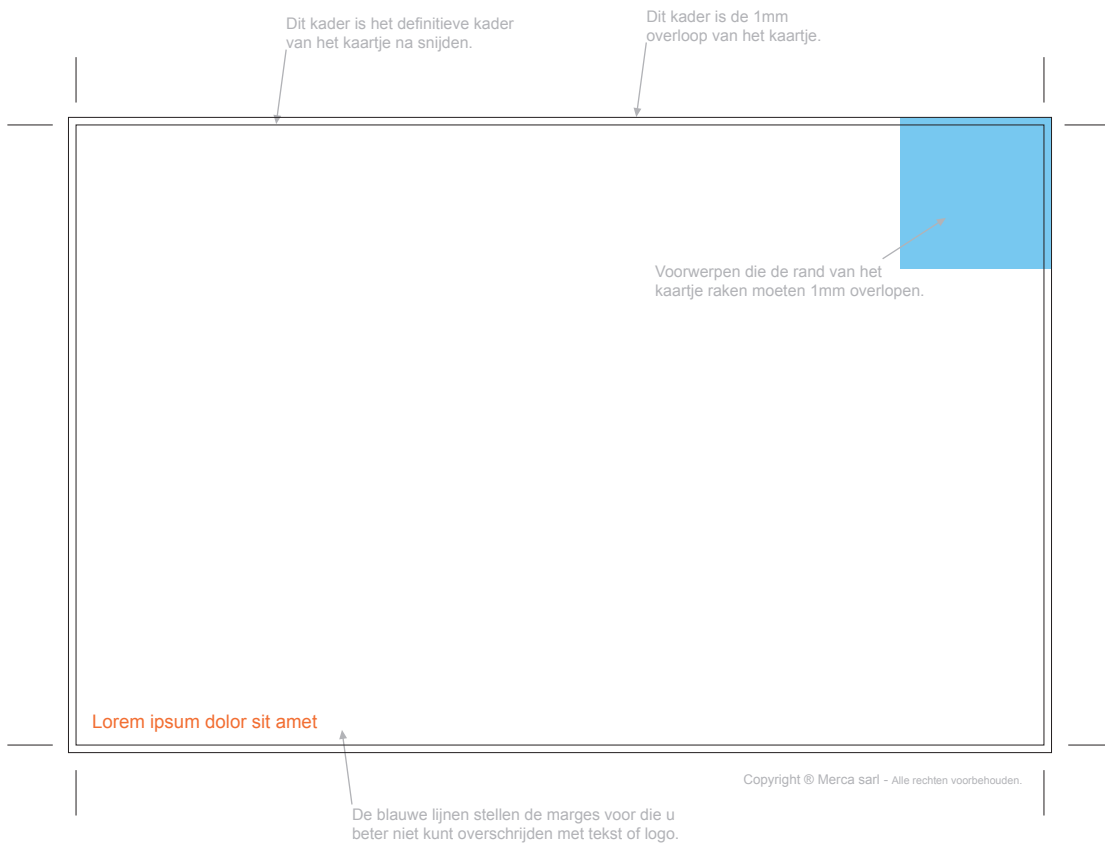 Dit kader is het definitieve kader
van het kaartje na snijden.
Dit kader is de 1mm
overloop van het kaartje.
Voorwerpen die de rand van het
kaartje raken moeten 1mm overlopen.
Lorem ipsum dolor sit amet
Copyright ® Merca sarl - Alle rechten voorbehouden.
De blauwe lijnen stellen de marges voor die u
beter niet kunt overschrijden met tekst of logo.